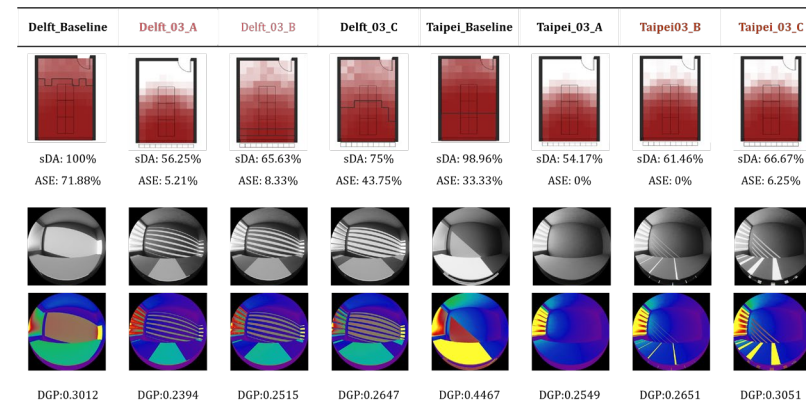 Delft_Baseline Delft_03_A Delft_03_B Delft_03_C Taipei_Baseline Taipei_03_A Taipei03_B Taipei_03_C
sDA: 100% sDA: 56.25% sDA: 65.63% sDA: 75% sDA: 98.96% sDA: 54.17% sDA: 61.46% sDA: 66.67%
ASE: 71.88% ASE: 5.21% ASE: 8.33% ASE: 43.75% ASE: 33.33% ASE: 0% ASE: 0% ASE: 6.25%
DGP:0.3012 DGP:0.2394 DGP:0.2515 DGP:0.2647 DGP:0.4467 DGP:0.2549 DGP:0.2651 DGP:0.3051